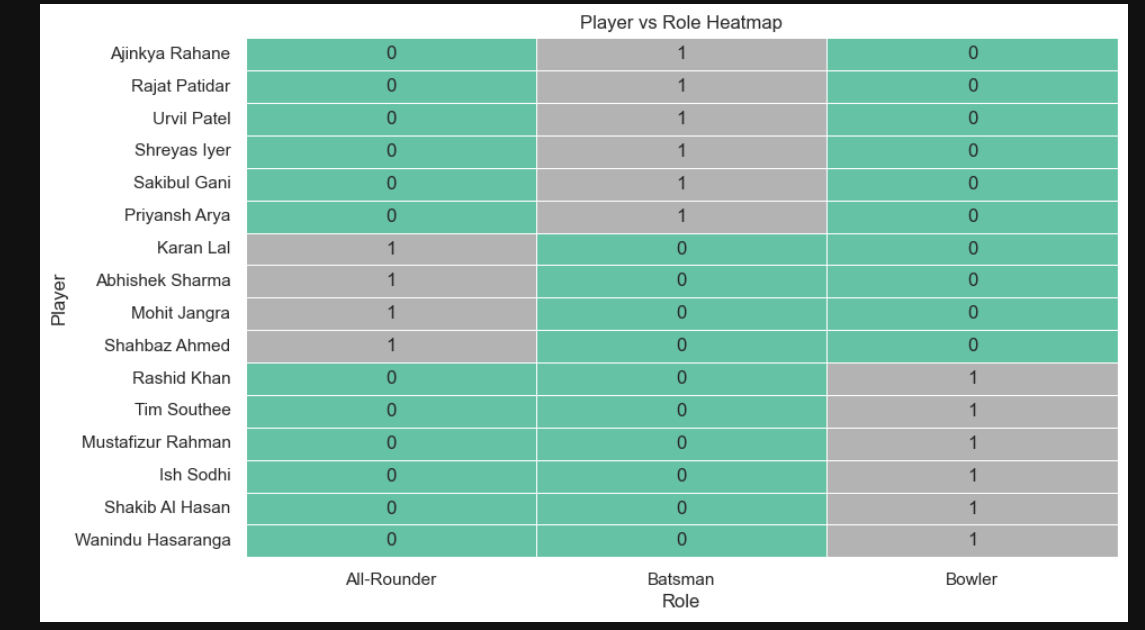 Player vs Role Heatmap
Ajinkya Rahane 0 1 0
Rajat Patidar 0 1 0
Urvil Patel 0 1 0
Shreyas Iyer 0 1 0
Sakibul Gani 0 1 0
Priyansh Arya 0 1 0
Karan Lal 1 0 0
Abhishek Sharma 1 0 0
Mohit Jangra 1 0 0
Shahbaz Ahmed 1 0 0
Rashid Khan 0 0 1
Tim Southee 0 0 1
Mustafizur Rahman 0 0 1
Ish Sodhi 0 0 1
Shakib Al Hasan 0 0 1
Wanindu Hasaranga 0 0 1
Player
All-Rounder Batsman Bowler
Role